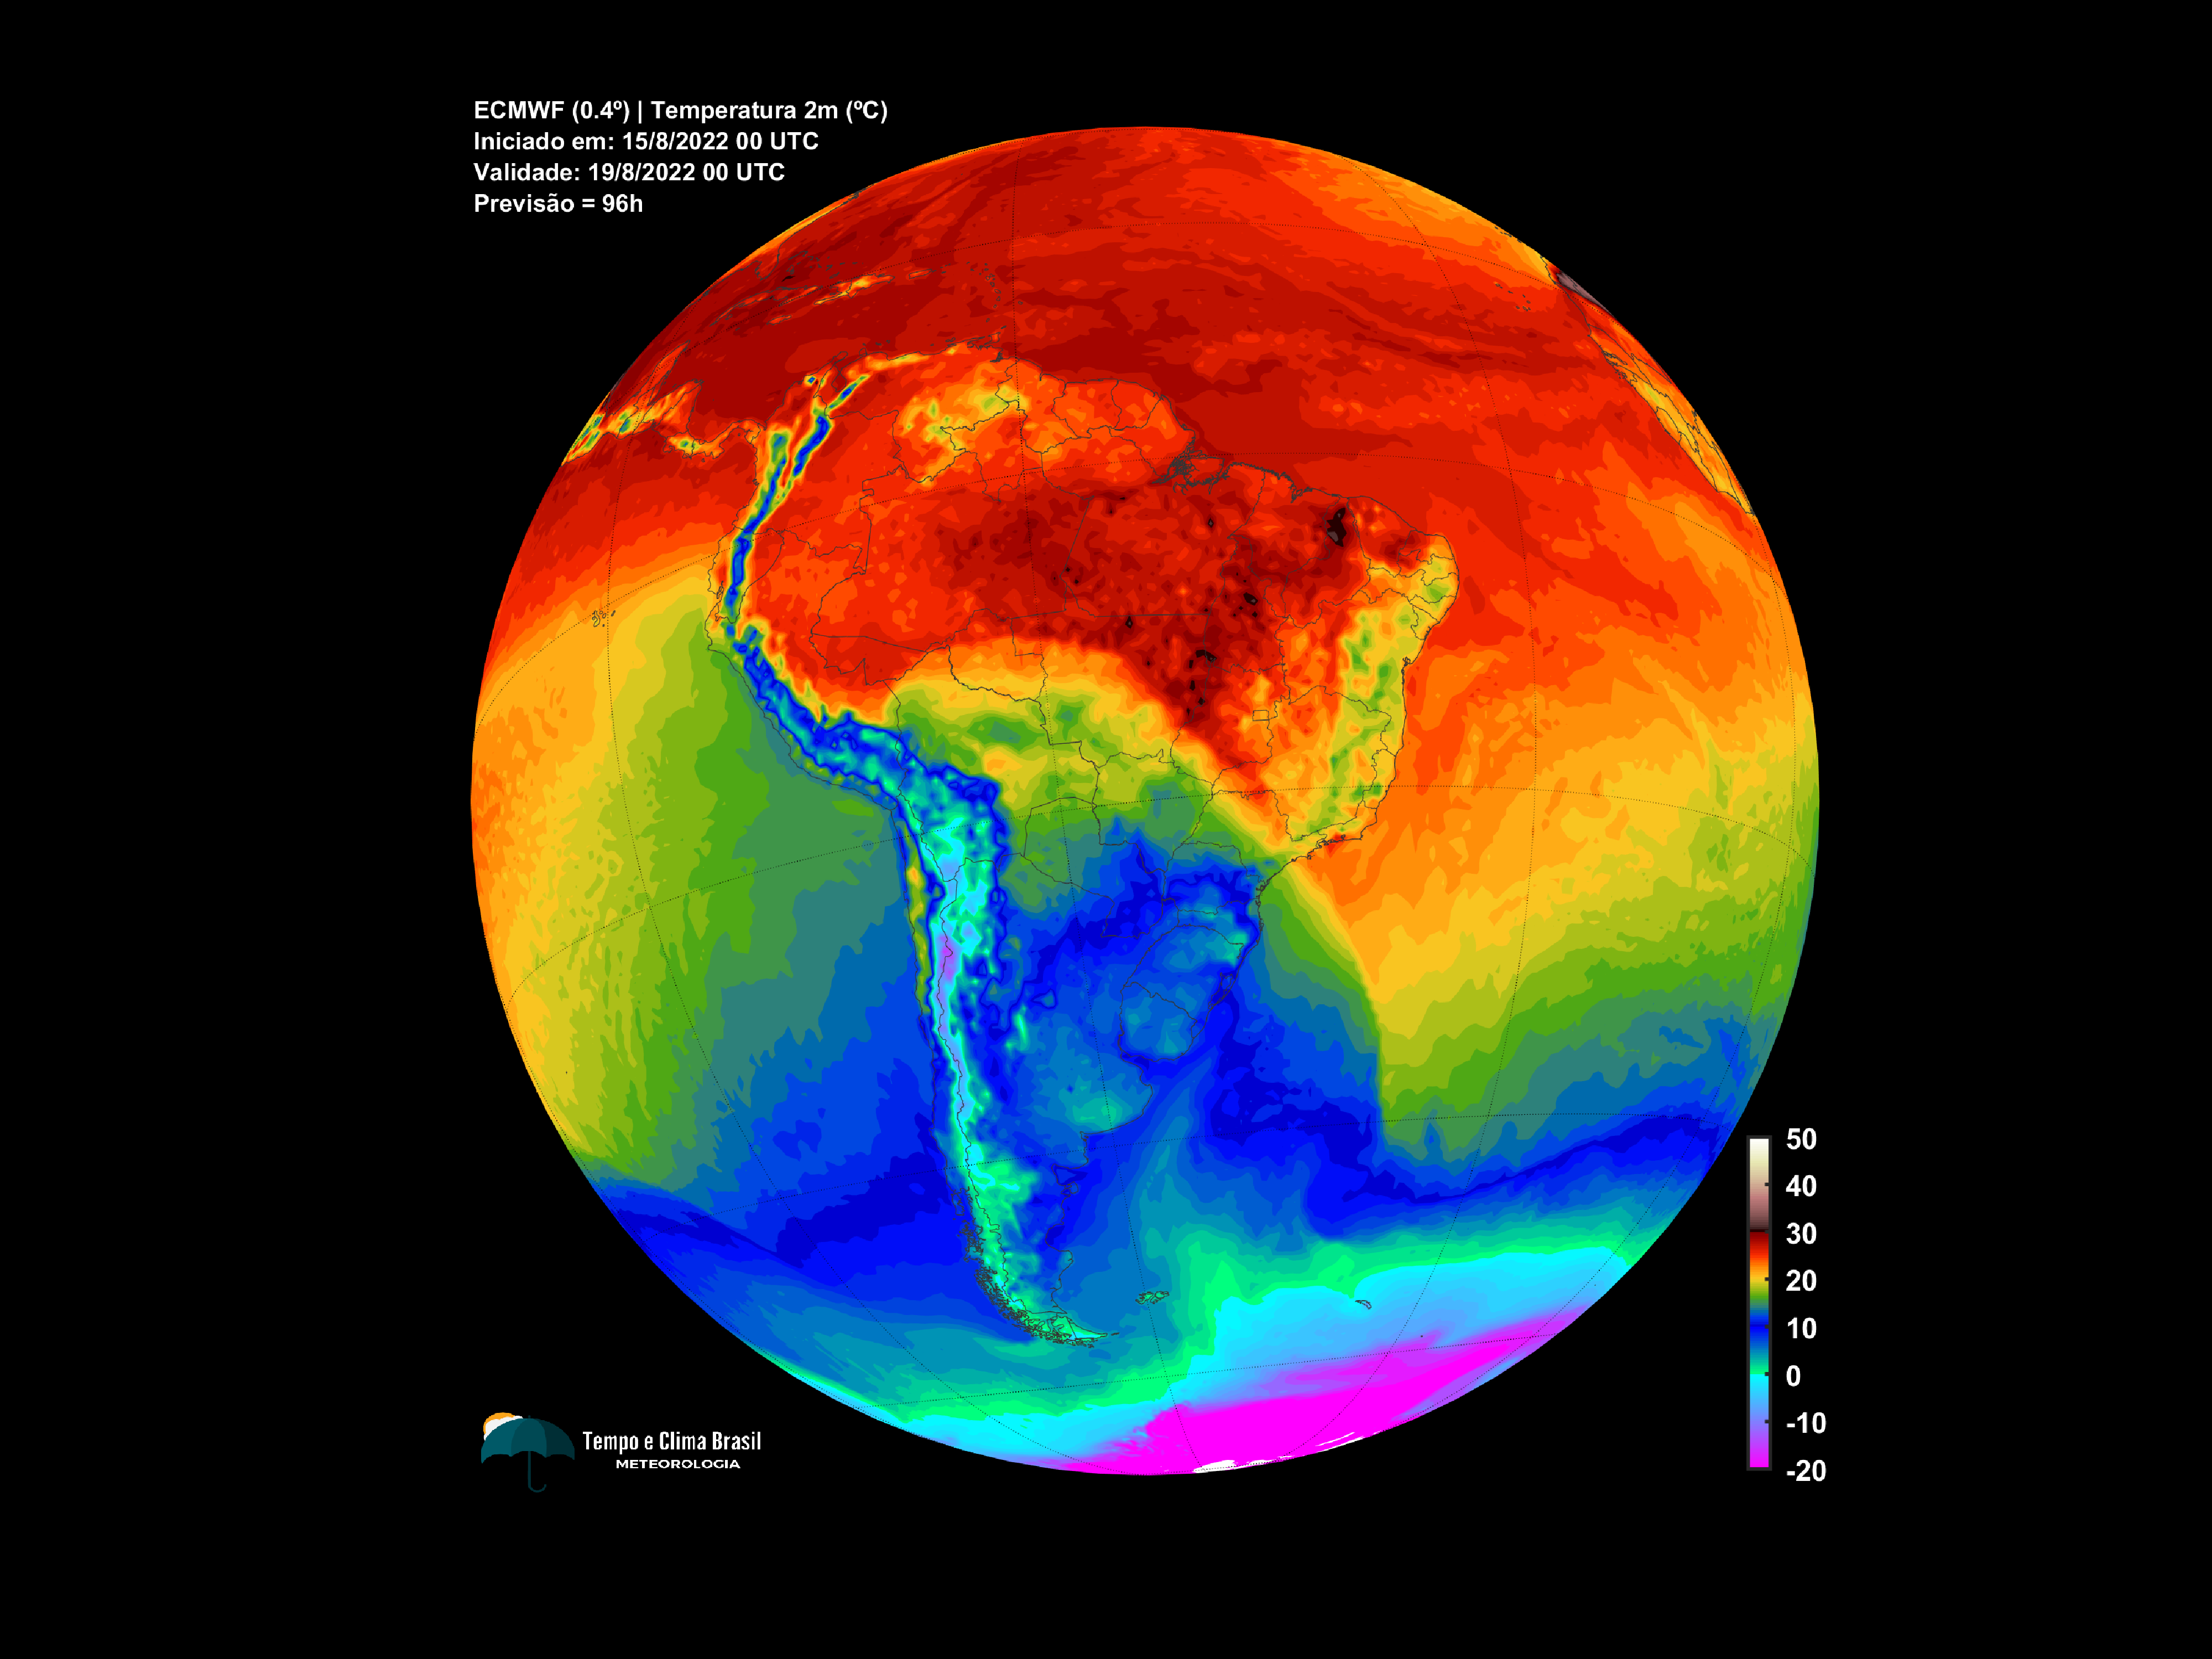 ECMWF (0.4º) | Temperatura 2m (ºC)
Iniciado em: 15/8/2022 00 UTC
Validade: 19/8/2022 00 UTC
Previsão = 96h
50
40
30
20
10
0
-10
-20
Tempo e Clima Brasil
METEOROLOGIA